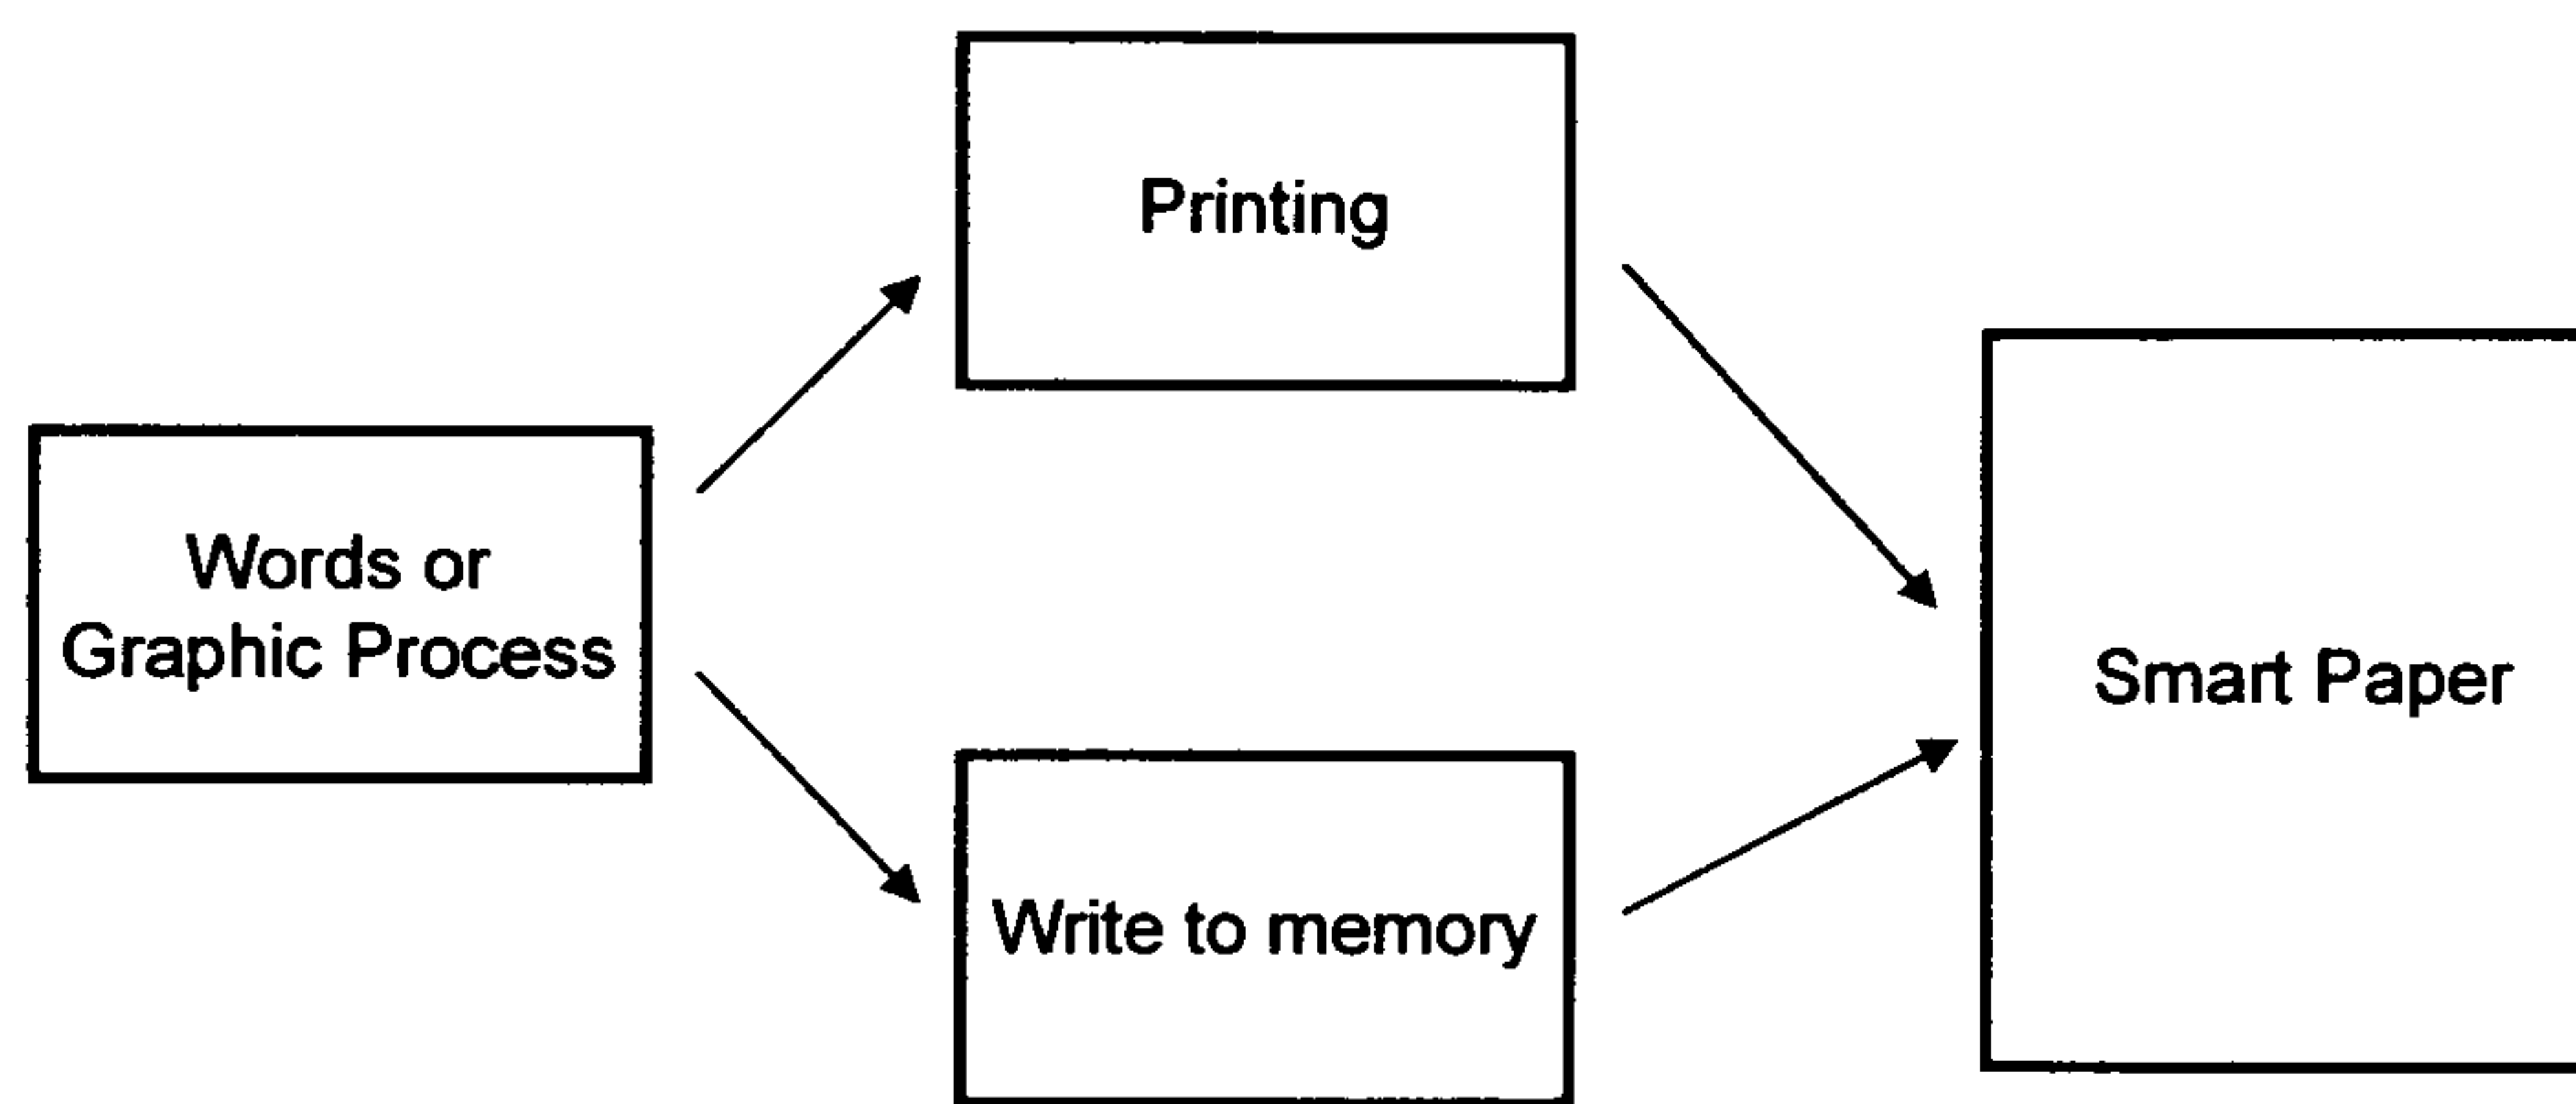 Printing
Words or
Graphic Process
Smart Paper
Write to memory